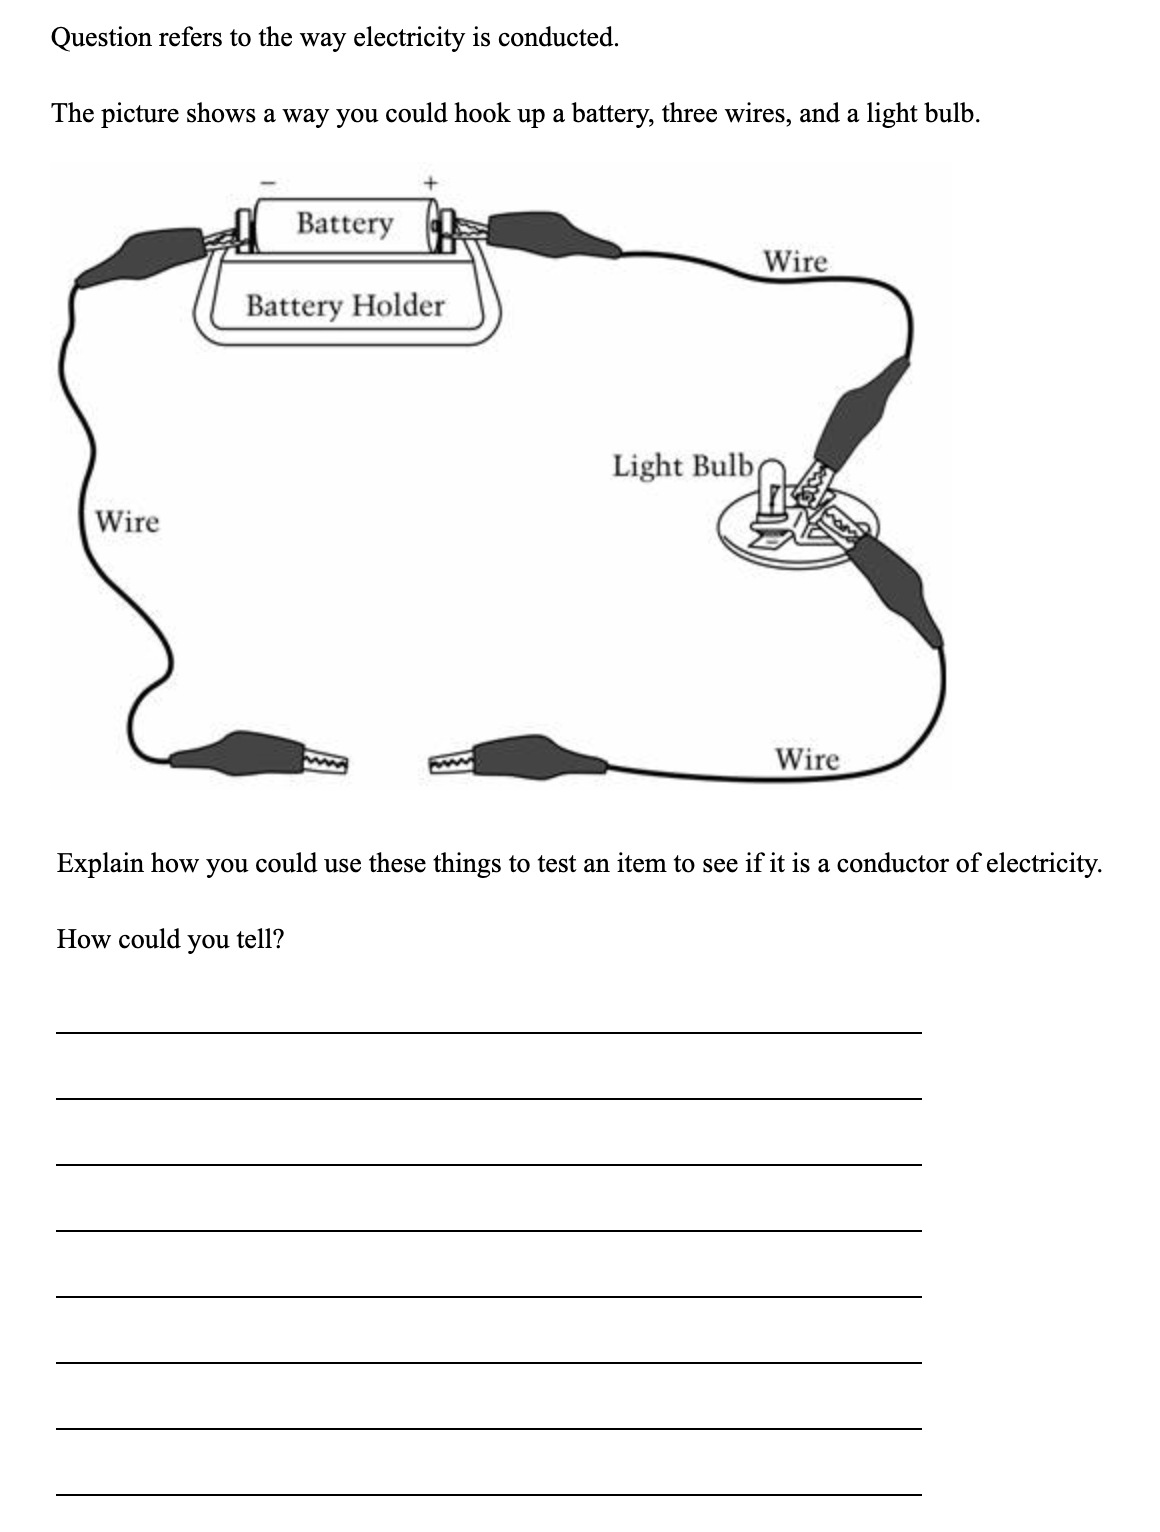 Question refers to the way electricity is conducted.
The picture shows a way you could hook up a battery, three wires, and a light bulb.
− +
Battery
Wire
Battery Holder
Light Bulb
Wire
Wire
Explain how you could use these things to test an item to see if it is a conductor of electricity.
How could you tell?